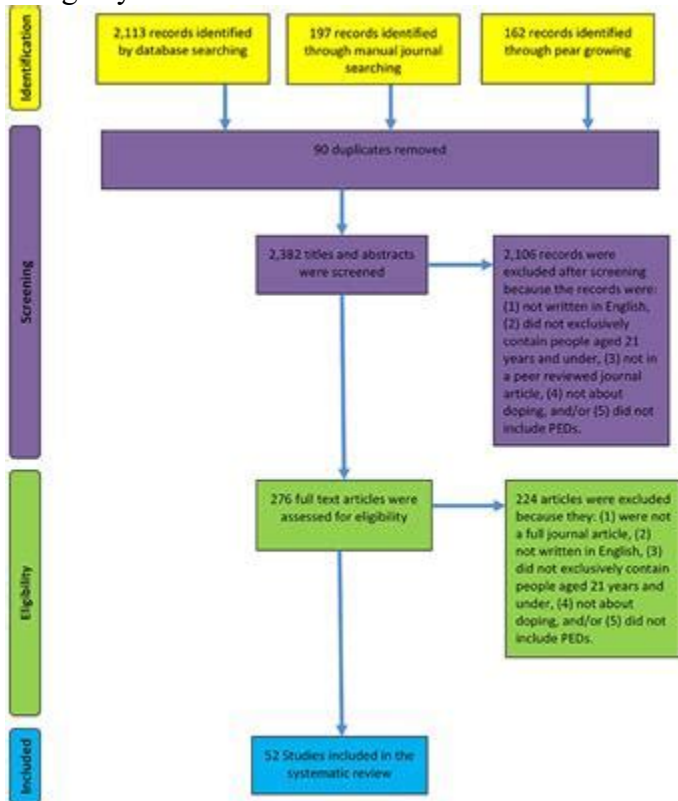 Identification
2,113 records identified
by database searching
197 records identified
through manual journal
searching
162 records identified
through pear growing
Screening
90 duplicates removed
2,382 titles and abstracts
were screened
2,106 records were
excluded after screening
because the records were:
(1) not written in English,
(2) did not exclusively
contain people aged 21
years and under, (3) not in
a peer reviewed journal
article, (4) not about
doping, and/or (5) did not
include PEDs.
Eligibility
276 full text articles were
assessed for eligibility
224 articles were excluded
because they: (1) were not
a full journal article, (2)
not written in English, (3)
did not exclusively contain
people aged 21 years and
under, (4) not about
doping, and/or (5) did not
include PEDs.
Included
52 Studies included in the
systematic review